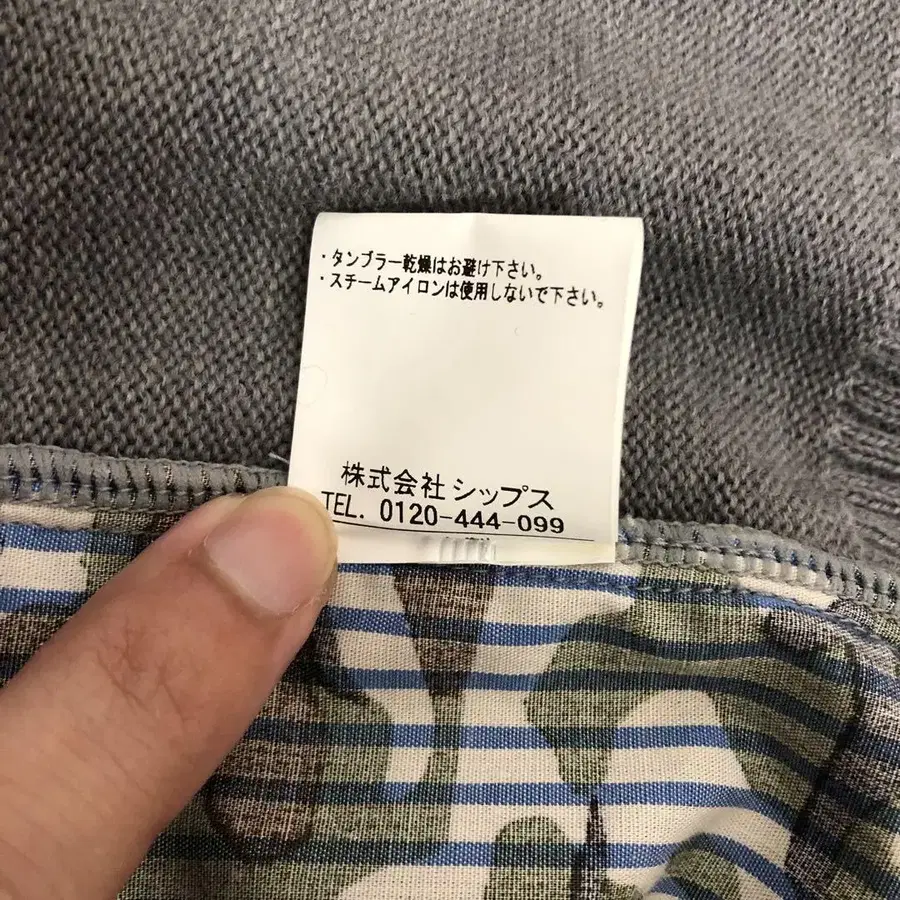 ・タンブラー乾燥はお避け下さい。
・スチームアイロンは使用しないで下さい。
株式会社 シップス
TEL. 0120-444-099